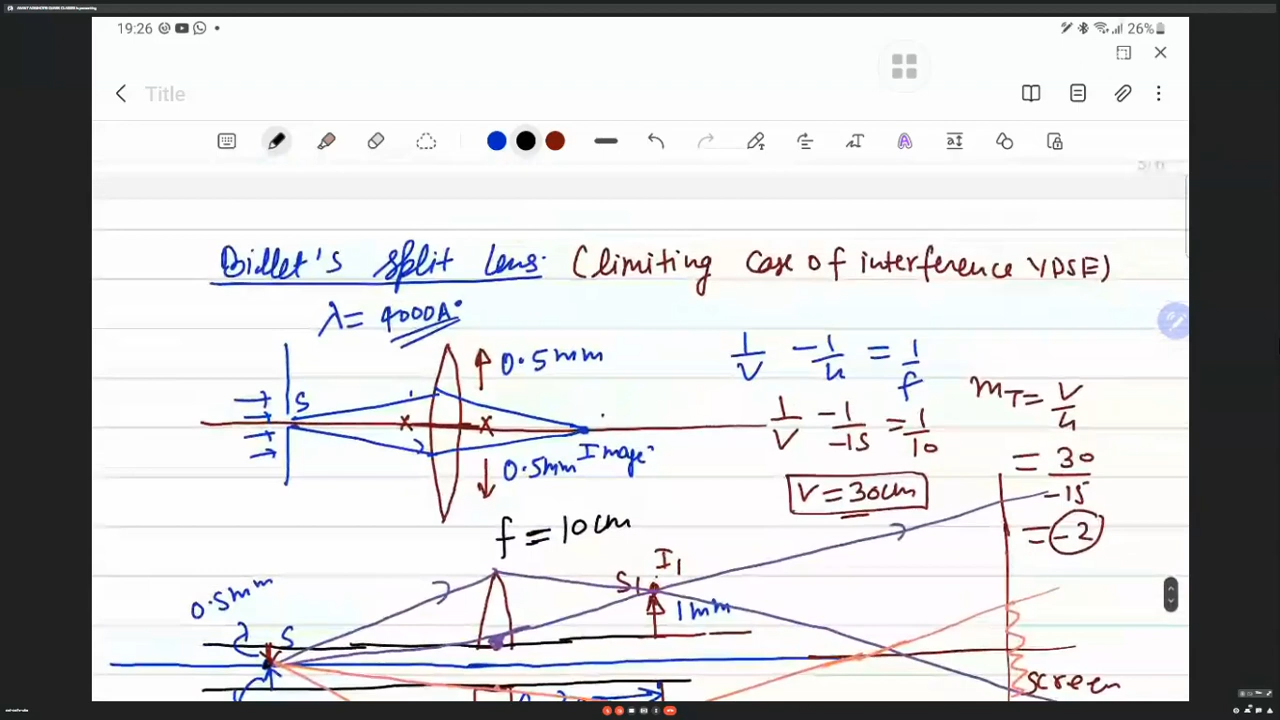 19:26
26%
Title
Billet's split lens. (limiting case of interference YDSE)
λ = 4000A°
S
0.5mm
0.5mm
Image
f = 10cm
1/V - 1/u = 1/f
1/V - 1/-15 = 1/10
V = 30cm
mT = V/u
= 30/-15
= -2
0.5mm
λ
S
S1
I1
1mm
screen